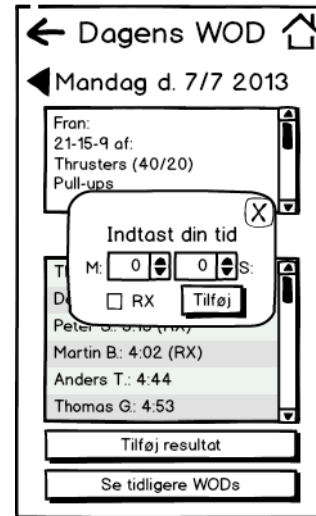 Dagens WOD
Mandag d. 7/7 2013
Fran:
21-15-9 af:
Thrusters (40/20)
Pull-ups
X
Indtast din tid
M: 0 0 S:
RX Tilføj
Martin B.: 4:02 (RX)
Anders T.: 4:44
Thomas G.: 4:53
Tilføj resultat
Se tidligere WODs